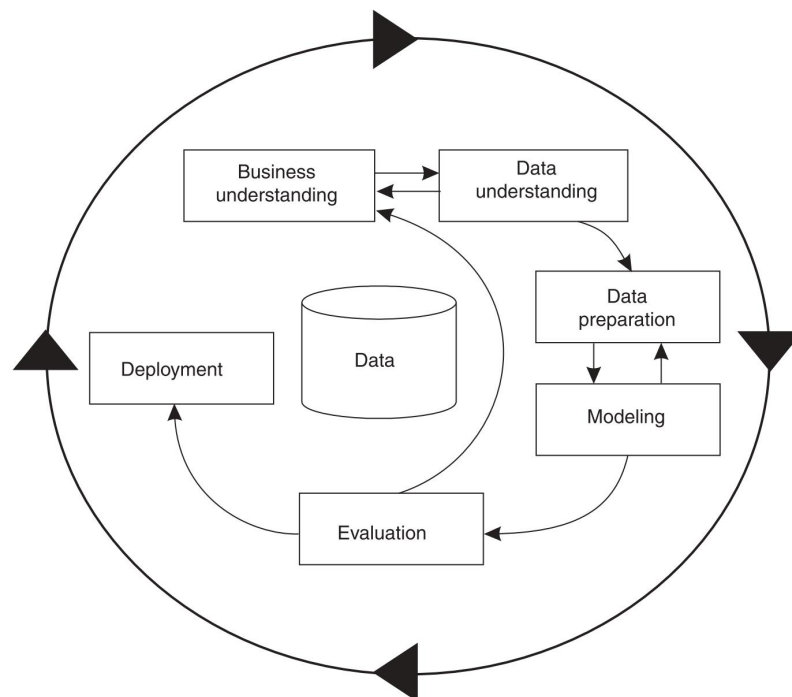 Business
understanding
Data
understanding
Data
preparation
Data
Deployment
Modeling
Evaluation